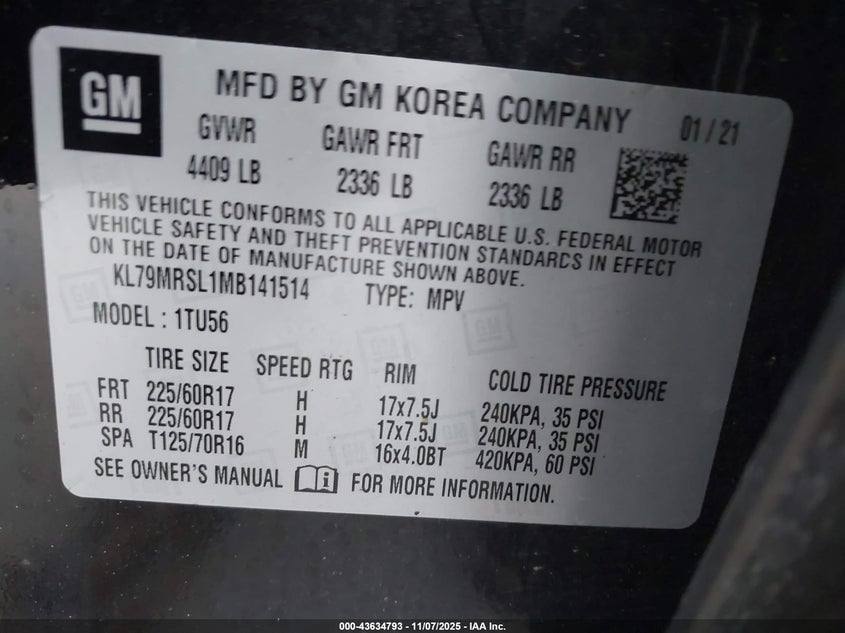 GM
MFD BY GM KOREA COMPANY 01/21
GVWR GAWR FRT GAWR RR
4409 LB 2336 LB 2336 LB
THIS VEHICLE CONFORMS TO ALL APPLICABLE U.S. FEDERAL MOTOR
VEHICLE SAFETY AND THEFT PREVENTION STANDARDS IN EFFECT
ON THE DATE OF MANUFACTURE SHOWN ABOVE.
KL79MRSL1MB141514 TYPE: MPV
MODEL : 1TU56
TIRE SIZE SPEED RTG RIM COLD TIRE PRESSURE
FRT 225/60R17 H 17x7.5J 240KPA, 35 PSI
RR 225/60R17 H 17x7.5J 240KPA, 35 PSI
SPA T125/70R16 M 16x4.0BT 420KPA, 60 PSI
SEE OWNER'S MANUAL FOR MORE INFORMATION.
000-43634793 - 11/07/2025 - IAA Inc.